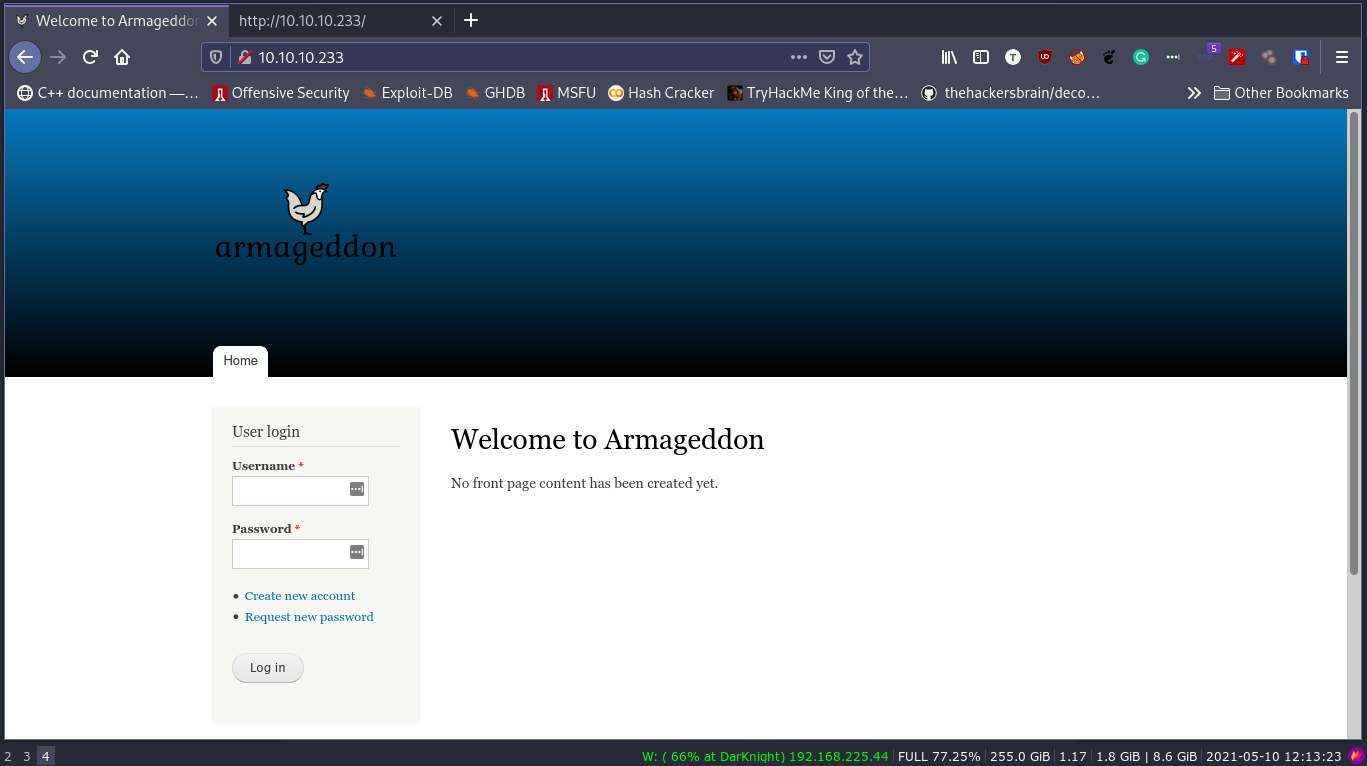 Welcome to Armageddon
http://10.10.10.233/
10.10.10.233
5
C++ documentation —…
Offensive Security
Exploit-DB
GHDB
MSFU
Hash Cracker
TryHackMe King of the…
thehackersbrain/deco…
Other Bookmarks
armageddon
Home
User login
Username *
Password *
Create new account
Request new password
Log in
Welcome to Armageddon
No front page content has been created yet.
2 3 4
W: ( 66% at DarKnight) 192.168.225.44 FULL 77.25% 255.0 GiB 1.17 1.8 GiB | 8.6 GiB 2021-05-10 12:13:23